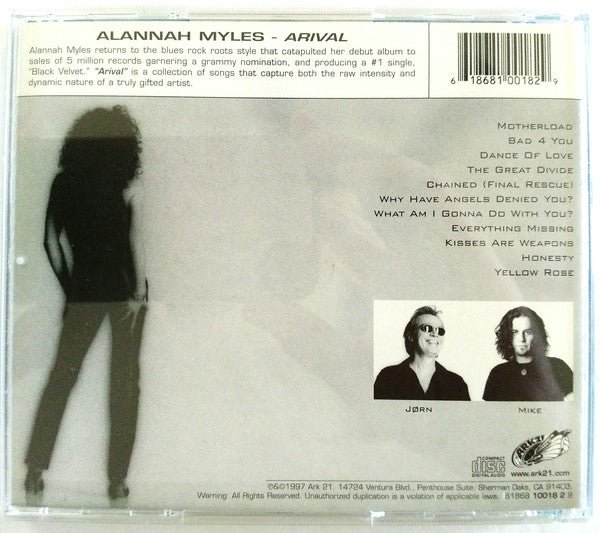 ALANNAH MYLES - ARIVAL
Alannah Myles returns to the blues rock roots style that catapulted her debut album to
sales of 5 million records garnering a grammy nomination, and producing a #1 single,
"Black Velvet." "Arival" is a collection of songs that capture both the raw intensity and
dynamic nature of a truly gifted artist.
6 18681 00182 9
MOTHERLOAD
BAD 4 YOU
DANCE OF LOVE
THE GREAT DIVIDE
CHAINED (FINAL RESCUE)
WHY HAVE ANGELS DENIED YOU?
WHAT AM I GONNA DO WITH YOU?
EVERYTHING MISSING
KISSES ARE WEAPONS
HONESTY
YELLOW ROSE
JØRN
MIKE
COMPACT
disc
DIGITAL AUDIO
ARK21
www.ark21.com
℗&©1997 Ark 21. 14724 Ventura Blvd., Penthouse Suite, Sherman Oaks, CA 91403.
Warning: All Rights Reserved. Unauthorized duplication is a violation of applicable laws. 61868 10018 2 9